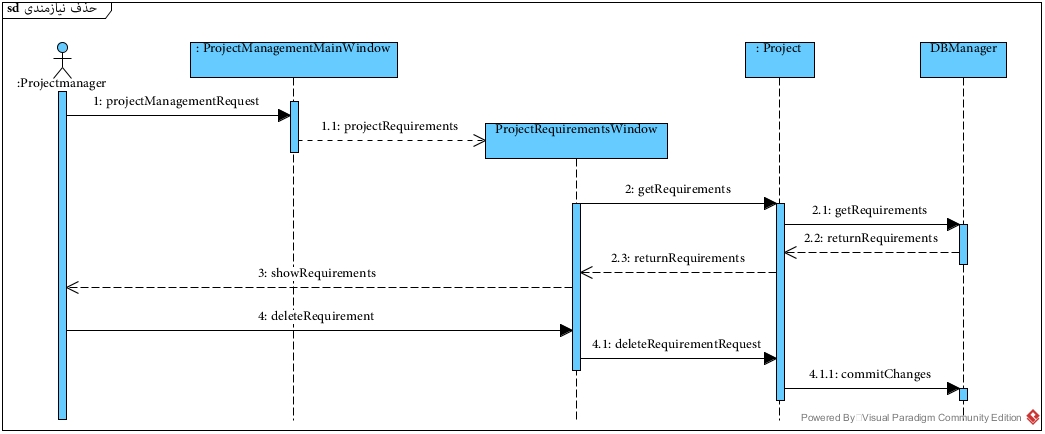 sd حذف نیازمندی
: ProjectManagementMainWindow
: Project
DBManager
:Projectmanager
1: projectManagementRequest
1.1: projectRequirements
ProjectRequirementsWindow
2: getRequirements
2.1: getRequirements
2.2: returnRequirements
2.3: returnRequirements
3: showRequirements
4: deleteRequirement
4.1: deleteRequirementRequest
4.1.1: commitChanges
Powered By Visual Paradigm Community Edition